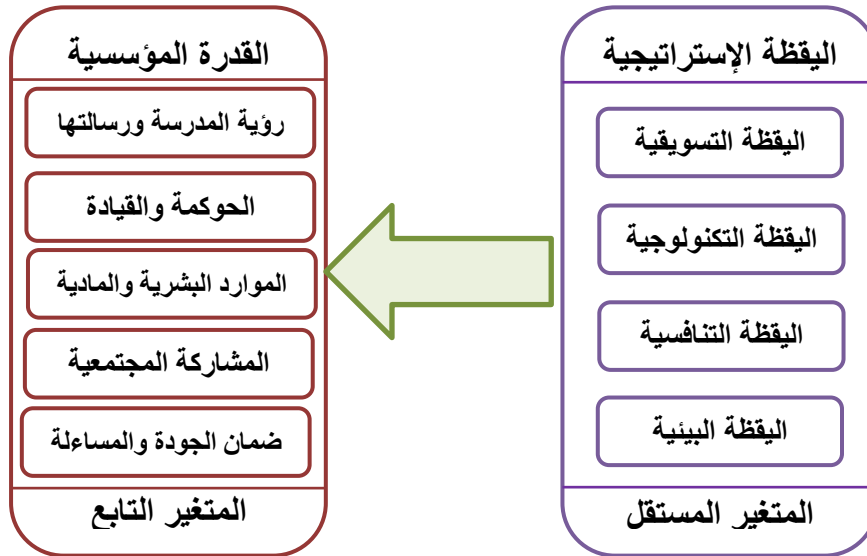 اليقظة الإستراتيجية
اليقظة التسويقية
اليقظة التكنولوجية
اليقظة التنافسية
اليقظة البيئية
المتغير المستقل
القدرة المؤسسية
رؤية المدرسة ورسالتها
الحوكمة والقيادة
الموارد البشرية والمادية
المشاركة المجتمعية
ضمان الجودة والمساءلة
المتغير التابع